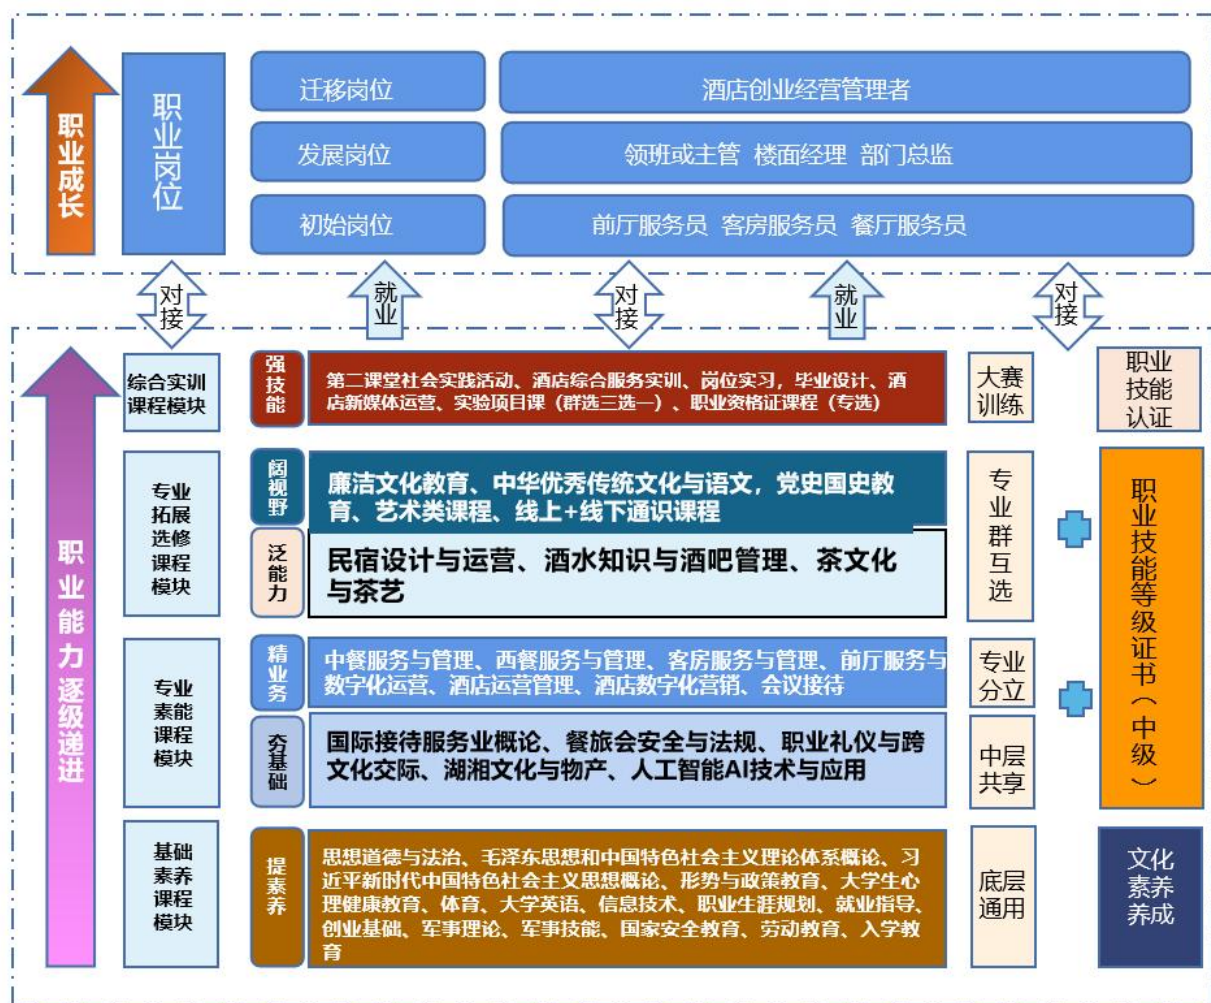 职业成长
职业岗位
迁移岗位
酒店创业经营管理者
发展岗位
领班或主管 楼面经理 部门总监
初始岗位
前厅服务员 客房服务员 餐厅服务员
对接
就业
对接
就业
对接
职业能力逐级递进
综合实训
课程模块
强技能
第二课堂社会实践活动、酒店综合服务实训、岗位实习，毕业设计、酒
店新媒体运营、实验项目课（群选三选一）、职业资格证课程（专选）
大赛
训练
职业
技能
认证
专业
拓展
选修
课程
模块
阔视野
廉洁文化教育、中华优秀传统文化与语文，党史国史教
育、艺术类课程、线上+线下通识课程
泛能力
民宿设计与运营、酒水知识与酒吧管理、茶文化
与茶艺
专业群互选
职业技能等级证书（中级）
专业
素能
课程
模块
精业务
中餐服务与管理、西餐服务与管理、客房服务与管理、前厅服务与
数字化运营、酒店运营管理、酒店数字化营销、会议接待
专业
分立
夯基础
国际接待服务业概论、餐旅会安全与法规、职业礼仪与跨
文化交际、湖湘文化与物产、人工智能AI技术与应用
中层
共享
基础
素养
课程
模块
提素养
思想道德与法治、毛泽东思想和中国特色社会主义理论体系概论、习
近平新时代中国特色社会主义思想概论、形势与政策教育、大学生心
理健康教育、体育、大学英语、信息技术、职业生涯规划、就业指导、
创业基础、军事理论、军事技能、国家安全教育、劳动教育、入学教
育
底层
通用
文化
素养
养成